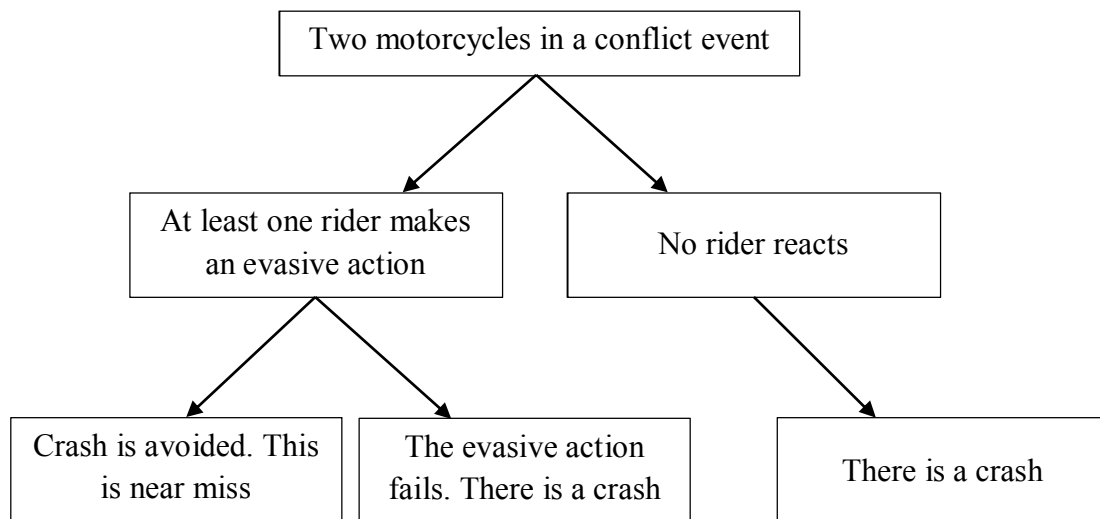 Two motorcycles in a conflict event
At least one rider makes
an evasive action
No rider reacts
Crash is avoided. This
is near miss
The evasive action
fails. There is a crash
There is a crash